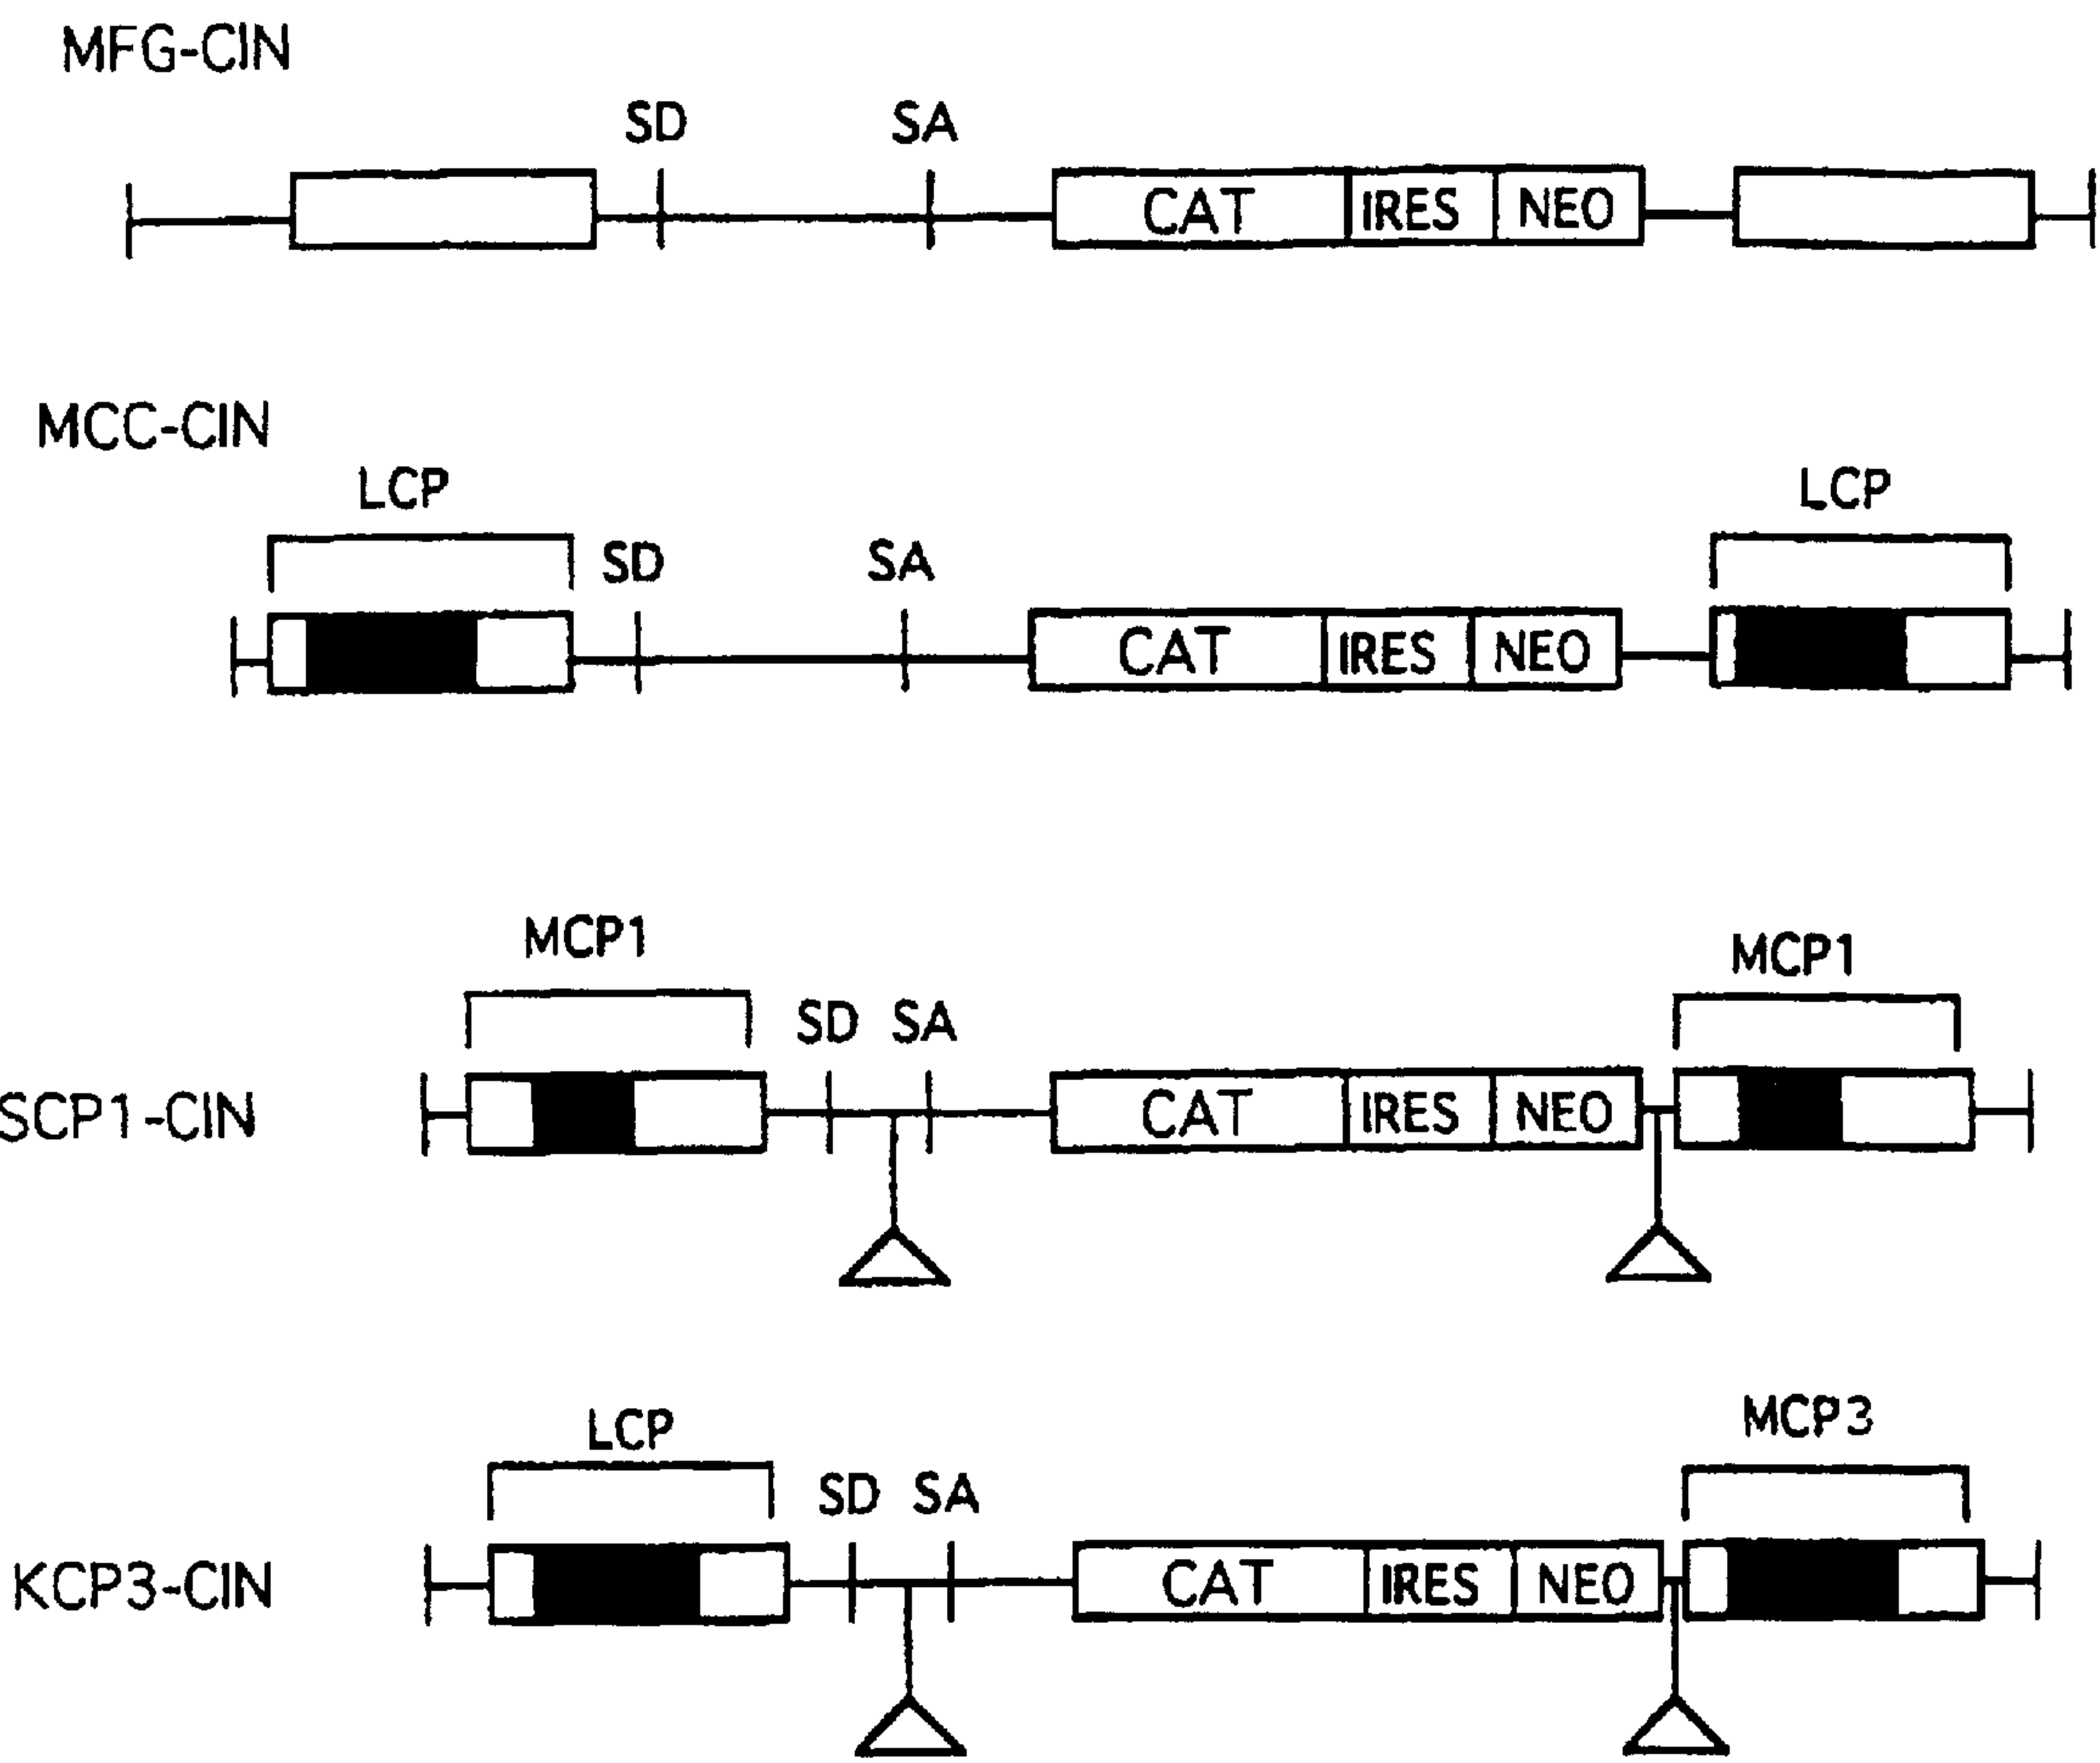 MFG-CIN
SD SA
CAT IRES NEO
MCC-CIN
LCP LCP
SD SA
CAT IRES NEO
MCP1 MCP1
SD SA
SCP1-CIN CAT IRES NEO
LCP MCP3
SD SA
KCP3-CIN CAT IRES NEO